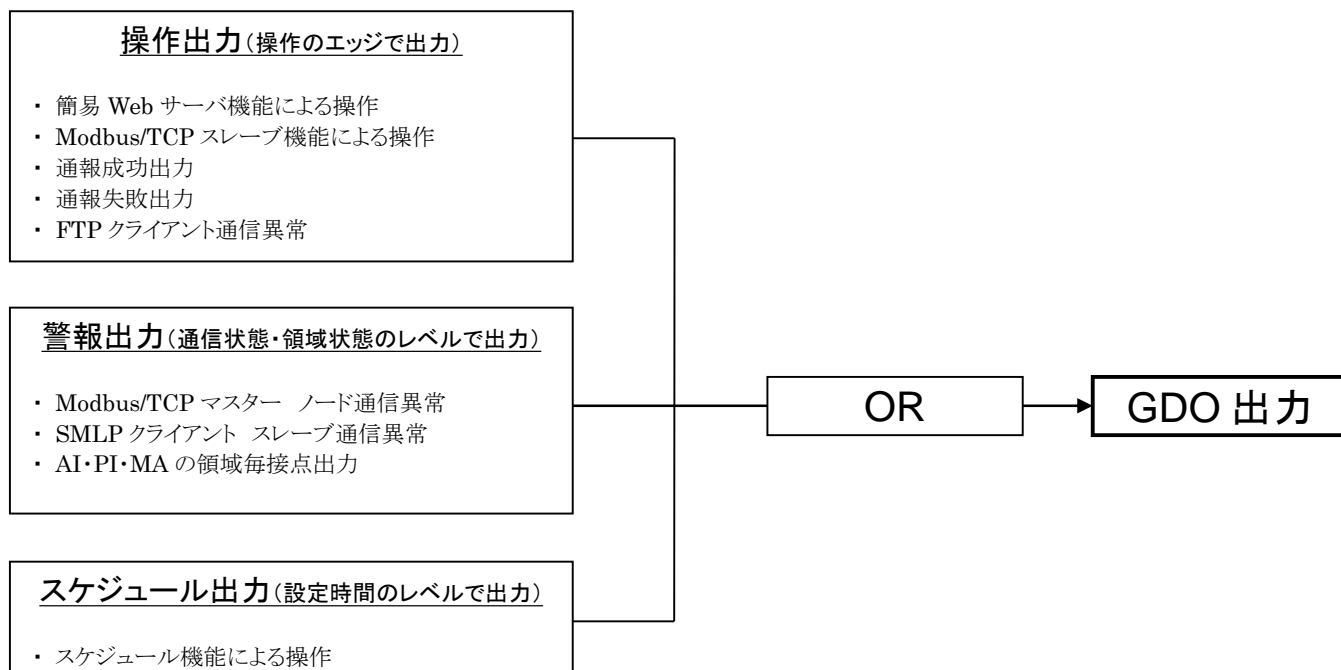 操作出力(操作のエッジで出力)
・ 簡易 Web サーバ機能による操作
・ Modbus/TCP スレーブ機能による操作
・ 通報成功出力
・ 通報失敗出力
・ FTP クライアント通信異常
警報出力(通信状態・領域状態のレベルで出力)
・ Modbus/TCP マスター ノード通信異常
・ SMLP クライアント スレーブ通信異常
・ AI・PI・MA の領域毎接点出力
OR
GDO 出力
スケジュール出力(設定時間のレベルで出力)
・ スケジュール機能による操作